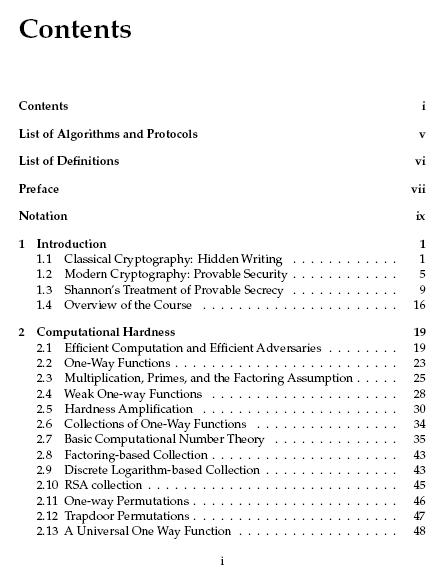 Contents
Contents i
List of Algorithms and Protocols v
List of Definitions vi
Preface vii
Notation ix
1 Introduction 1
1.1 Classical Cryptography: Hidden Writing . . . . . . . . . . . . 1
1.2 Modern Cryptography: Provable Security . . . . . . . . . . . . 5
1.3 Shannon's Treatment of Provable Secrecy . . . . . . . . . . . . 9
1.4 Overview of the Course . . . . . . . . . . . . . . . . . . . . . 16
2 Computational Hardness 19
2.1 Efficient Computation and Efficient Adversaries . . . . . . . . 19
2.2 One-Way Functions . . . . . . . . . . . . . . . . . . . . . . . . 23
2.3 Multiplication, Primes, and the Factoring Assumption . . . . . 25
2.4 Weak One-way Functions . . . . . . . . . . . . . . . . . . . . 28
2.5 Hardness Amplification . . . . . . . . . . . . . . . . . . . . . 30
2.6 Collections of One-Way Functions . . . . . . . . . . . . . . . . 34
2.7 Basic Computational Number Theory . . . . . . . . . . . . . . 35
2.8 Factoring-based Collection . . . . . . . . . . . . . . . . . . . . 43
2.9 Discrete Logarithm-based Collection . . . . . . . . . . . . . . . 43
2.10 RSA collection . . . . . . . . . . . . . . . . . . . . . . . . . . 45
2.11 One-way Permutations . . . . . . . . . . . . . . . . . . . . . . 46
2.12 Trapdoor Permutations . . . . . . . . . . . . . . . . . . . . . . 47
2.13 A Universal One Way Function . . . . . . . . . . . . . . . . . . 48
i